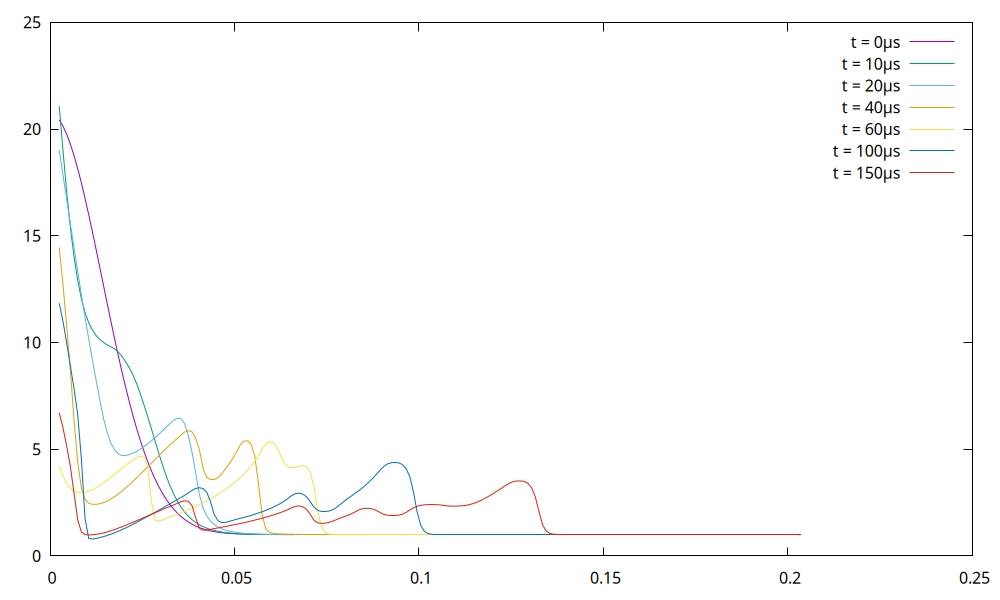 25
20
15
10
5
0
t = 0µs
t = 10µs
t = 20µs
t = 40µs
t = 60µs
t = 100µs
t = 150µs
0 0.05 0.1 0.15 0.2 0.25